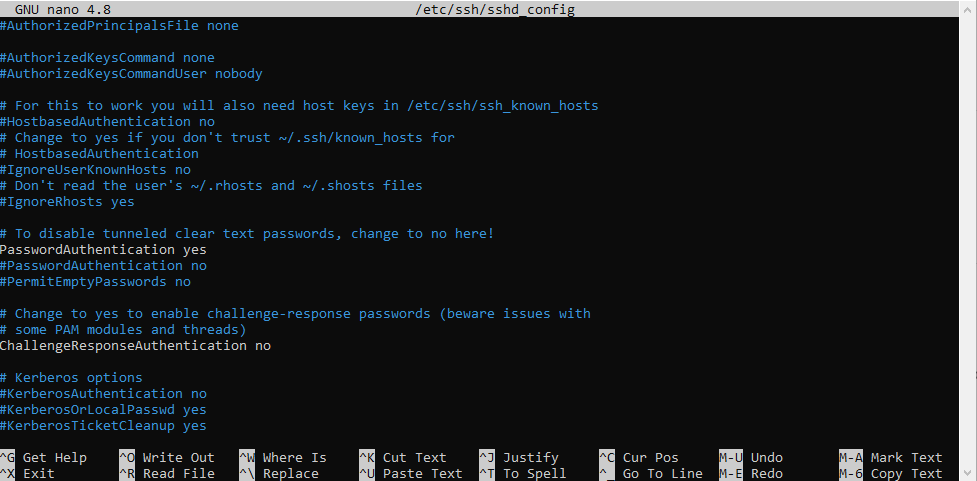 GNU nano 4.8 /etc/ssh/sshd_config
#AuthorizedPrincipalsFile none
#AuthorizedKeysCommand none
#AuthorizedKeysCommandUser nobody
# For this to work you will also need host keys in /etc/ssh/ssh_known_hosts
#HostbasedAuthentication no
# Change to yes if you don't trust ~/.ssh/known_hosts for
# HostbasedAuthentication
#IgnoreUserKnownHosts no
# Don't read the user's ~/.rhosts and ~/.shosts files
#IgnoreRhosts yes
# To disable tunneled clear text passwords, change to no here!
PasswordAuthentication yes
#PasswordAuthentication no
#PermitEmptyPasswords no
# Change to yes to enable challenge-response passwords (beware issues with
# some PAM modules and threads)
ChallengeResponseAuthentication no
# Kerberos options
#KerberosAuthentication no
#KerberosOrLocalPasswd yes
#KerberosTicketCleanup yes
^G Get Help ^O Write Out ^W Where Is ^K Cut Text ^J Justify ^C Cur Pos M-U Undo M-A Mark Text
^X Exit ^R Read File ^\ Replace ^U Paste Text ^T To Spell ^_ Go To Line M-E Redo M-6 Copy Text